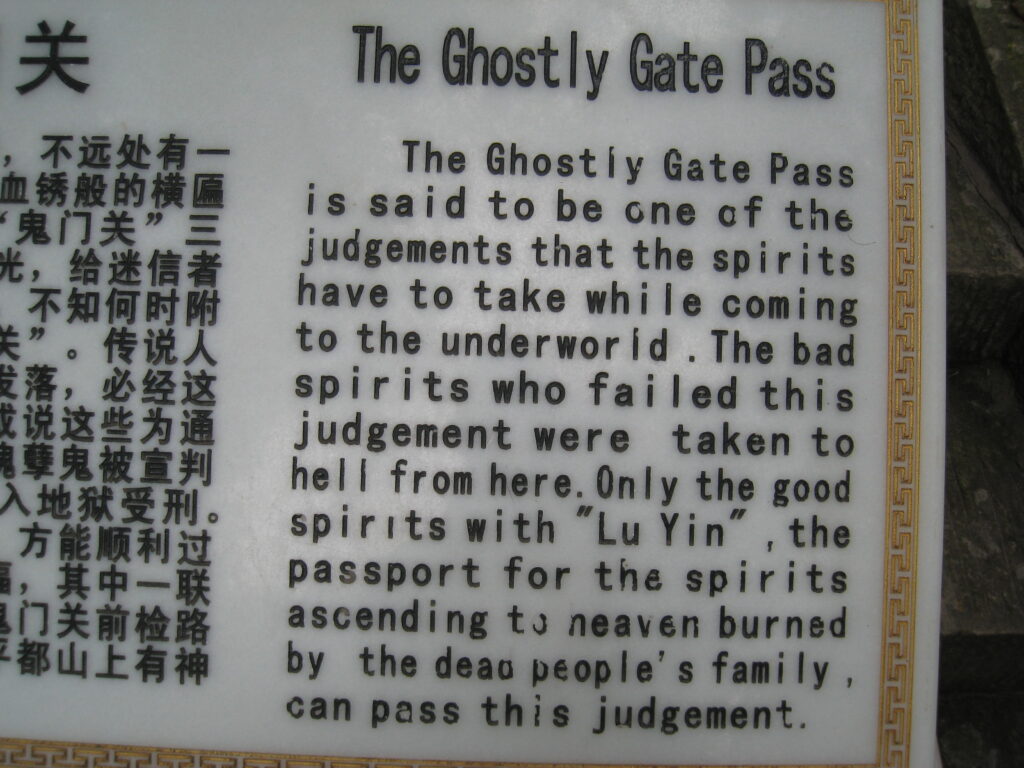 关
，不远处有一
血锈般的横匾
“鬼门关”三
光，给迷信者
不知何时附
关”。传说人
发落，必经这
或说这些为通
魂孽鬼被宣判
入地狱受刑。
方能顺利过
，其中一联
鬼门关前检路
都山上有神
The Ghostly Gate Pass
The Ghostly Gate Pass
is said to be one of the
judgements that the spirits
have to take while coming
to the underworld .The bad
spirits who failed this
judgement were taken to
hell from here.Only the good
spirits with "Lu Yin" ,the
passport for the spirits
ascending to heaven burned
by the dead people's family,
can pass this judgement.